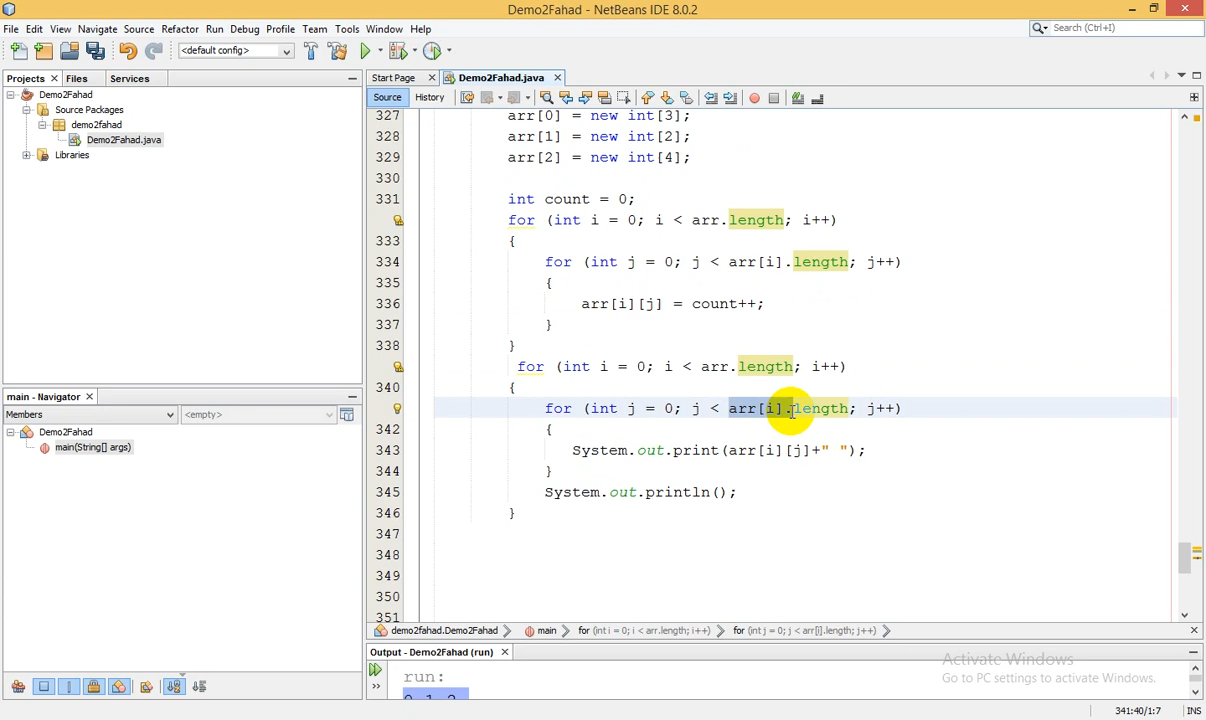 Demo2Fahad - NetBeans IDE 8.0.2
File Edit View Navigate Source Refactor Run Debug Profile Team Tools Window Help
Search (Ctrl+I)
<default config>
Projects Files Services
Start Page Demo2Fahad.java
Demo2Fahad
Source Packages
demo2fahad
Demo2Fahad.java
Libraries
Source History
327 arr[0] = new int[3];
328 arr[1] = new int[2];
329 arr[2] = new int[4];
330
331 int count = 0;
for (int i = 0; i < arr.length; i++)
333 {
334 for (int j = 0; j < arr[i].length; j++)
335 {
336 arr[i][j] = count++;
337 }
338 }
for (int i = 0; i < arr.length; i++)
340 {
for (int j = 0; j < arr[i].length; j++)
342 {
343 System.out.print(arr[i][j]+" ");
344 }
345 System.out.println();
346 }
347
348
349
350
351
main - Navigator
Members <empty>
Demo2Fahad
main(String[] args)
demo2fahad.Demo2Fahad main for (int i = 0; i < arr.length; i++) for (int j = 0; j < arr[i].length; j++)
Output - Demo2Fahad (run)
run:
0 1 2
Activate Windows
Go to PC settings to activate Windows.
341:40/1:7 INS